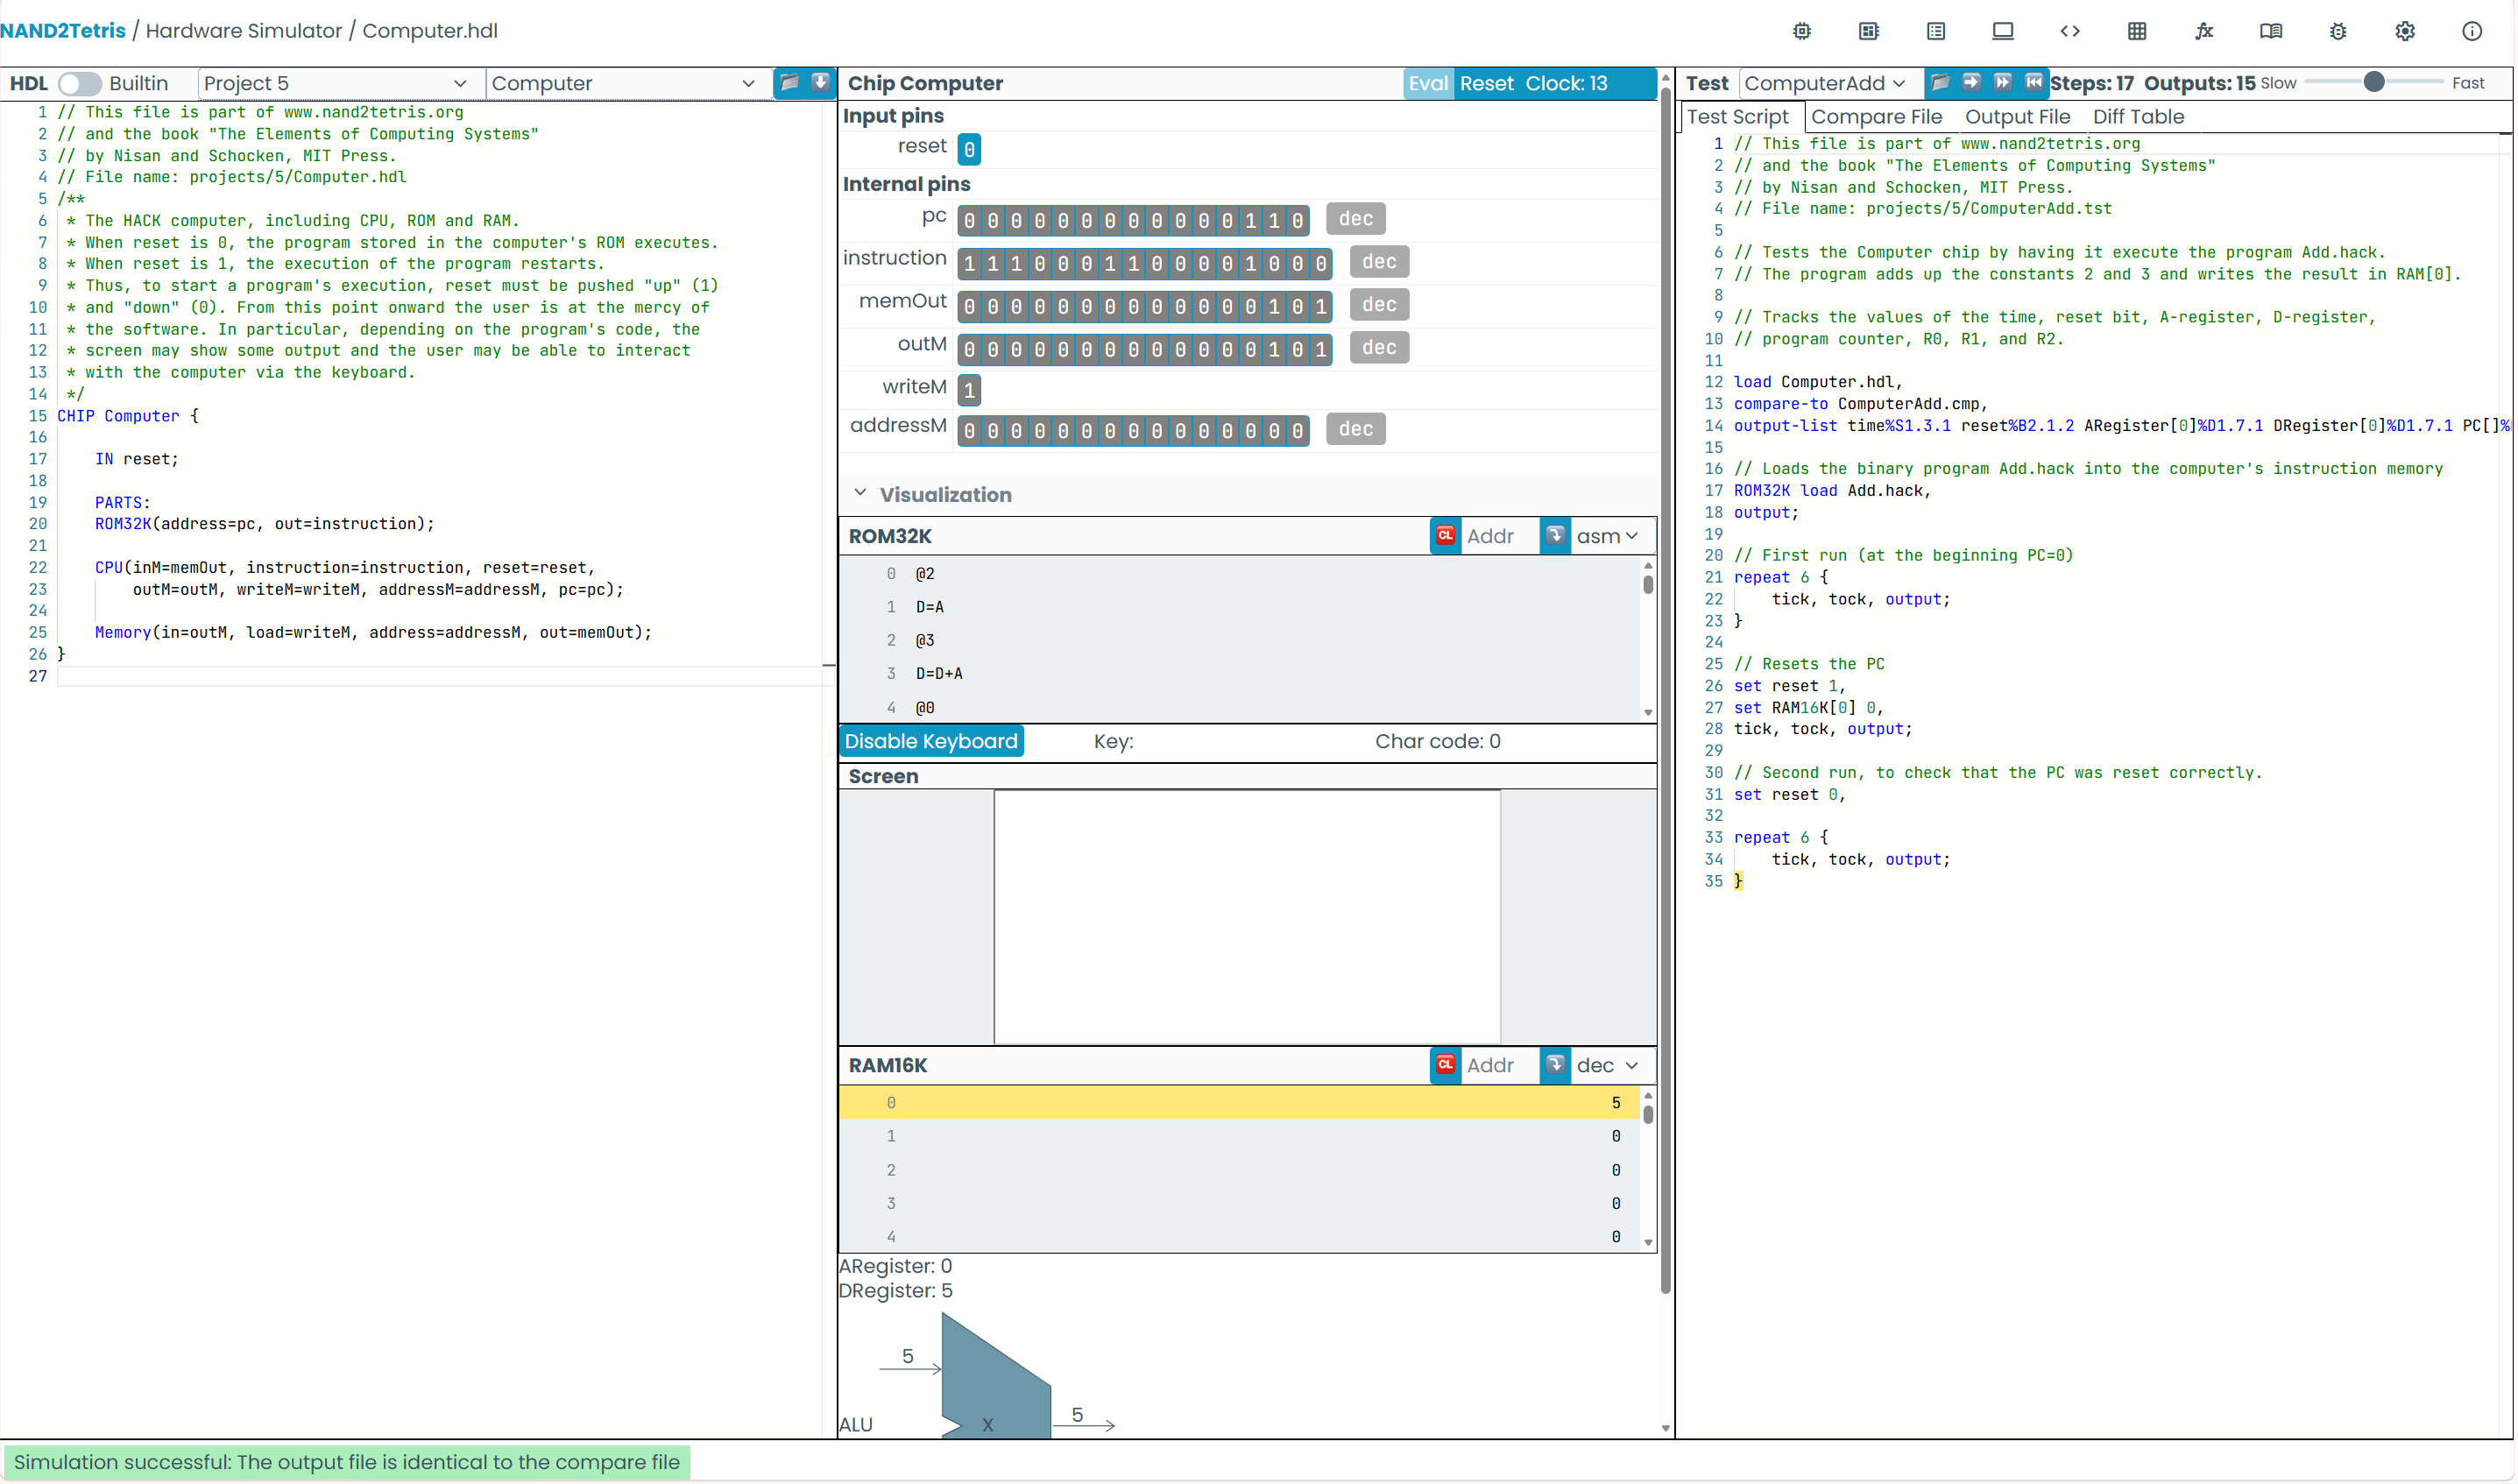 NAND2Tetris / Hardware Simulator / Computer.hdl
HDL Builtin Project 5 Computer
1 // This file is part of www.nand2tetris.org
2 // and the book "The Elements of Computing Systems"
3 // by Nisan and Schocken, MIT Press.
4 // File name: projects/5/Computer.hdl
5 /**
6 * The HACK computer, including CPU, ROM and RAM.
7 * When reset is 0, the program stored in the computer's ROM executes.
8 * When reset is 1, the execution of the program restarts.
9 * Thus, to start a program's execution, reset must be pushed "up" (1)
10 * and "down" (0). From this point onward the user is at the mercy of
11 * the software. In particular, depending on the program's code, the
12 * screen may show some output and the user may be able to interact
13 * with the computer via the keyboard.
14 */
15 CHIP Computer {
16
17 IN reset;
18
19 PARTS:
20 ROM32K(address=pc, out=instruction);
21
22 CPU(inM=memOut, instruction=instruction, reset=reset,
23 outM=outM, writeM=writeM, addressM=addressM, pc=pc);
24
25 Memory(in=outM, load=writeM, address=addressM, out=memOut);
26 }
27
Chip Computer Eval Reset Clock: 13
Input pins
reset 0
Internal pins
pc 0 0 0 0 0 0 0 0 0 0 0 0 1 1 0 dec
instruction 1 1 1 0 0 0 1 1 0 0 0 0 1 0 0 0 dec
memOut 0 0 0 0 0 0 0 0 0 0 0 0 0 1 0 1 dec
outM 0 0 0 0 0 0 0 0 0 0 0 0 0 1 0 1 dec
writeM 1
addressM 0 0 0 0 0 0 0 0 0 0 0 0 0 0 0 dec
Visualization
ROM32K CL Addr asm
0 @2
1 D=A
2 @3
3 D=D+A
4 @0
Disable Keyboard Key: Char code: 0
Screen
RAM16K CL Addr dec
0 5
1 0
2 0
3 0
4 0
ARegister: 0
DRegister: 5
5
ALU X 5
Test ComputerAdd Steps: 17 Outputs: 15 Slow Fast
Test Script Compare File Output File Diff Table
1 // This file is part of www.nand2tetris.org
2 // and the book "The Elements of Computing Systems"
3 // by Nisan and Schocken, MIT Press.
4 // File name: projects/5/ComputerAdd.tst
5
6 // Tests the Computer chip by having it execute the program Add.hack.
7 // The program adds up the constants 2 and 3 and writes the result in RAM[0].
8
9 // Tracks the values of the time, reset bit, A-register, D-register,
10 // program counter, R0, R1, and R2.
11
12 load Computer.hdl,
13 compare-to ComputerAdd.cmp,
14 output-list time%S1.3.1 reset%B2.1.2 ARegister[0]%D1.7.1 DRegister[0]%D1.7.1 PC[]%
15
16 // Loads the binary program Add.hack into the computer's instruction memory
17 ROM32K load Add.hack,
18 output;
19
20 // First run (at the beginning PC=0)
21 repeat 6 {
22 tick, tock, output;
23 }
24
25 // Resets the PC
26 set reset 1,
27 set RAM16K[0] 0,
28 tick, tock, output;
29
30 // Second run, to check that the PC was reset correctly.
31 set reset 0,
32
33 repeat 6 {
34 tick, tock, output;
35 }
Simulation successful: The output file is identical to the compare file